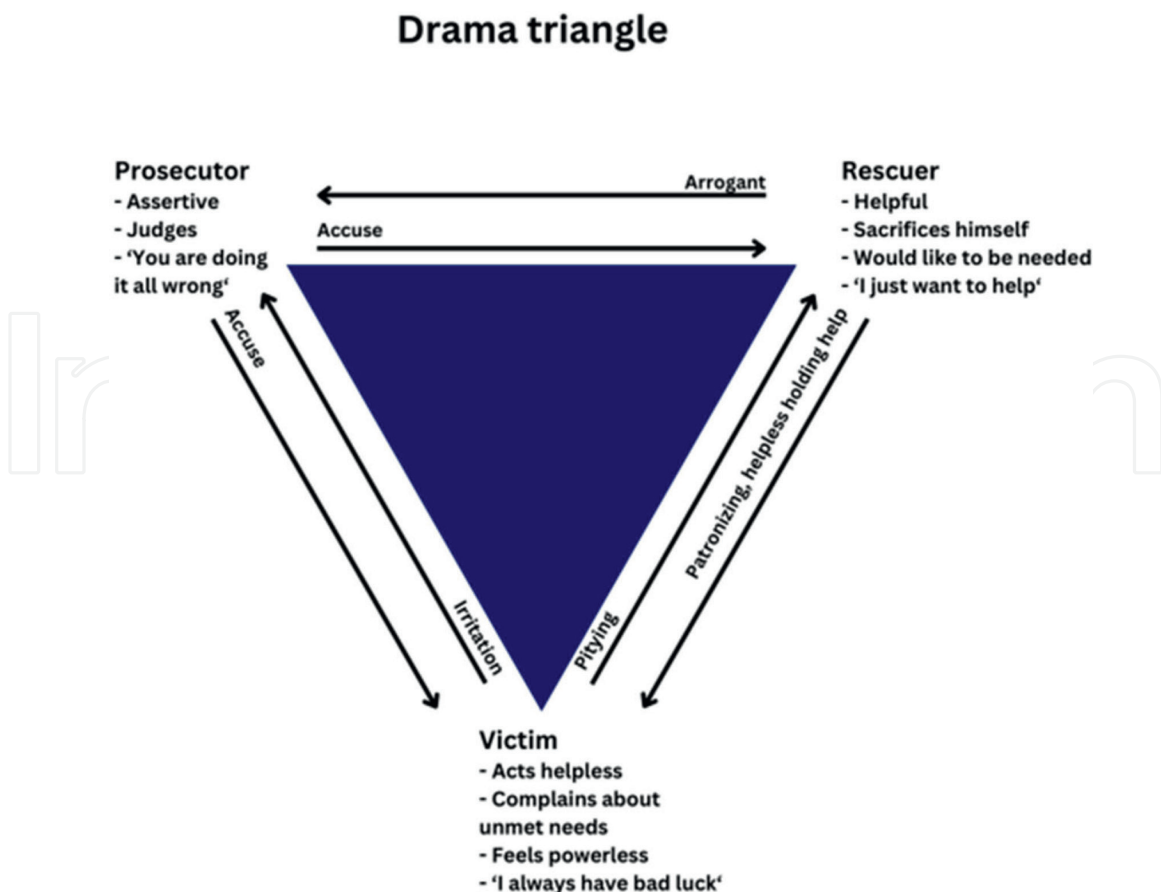 Drama triangle
Prosecutor
- Assertive
- Judges
- ‘You are doing
it all wrong‘
Arrogant
Accuse
Rescuer
- Helpful
- Sacrifices himself
- Would like to be needed
- ‘I just want to help‘
Accuse
Irritation
Pitying
Patronizing, helpless holding help
Victim
- Acts helpless
- Complains about
unmet needs
- Feels powerless
- ‘I always have bad luck‘